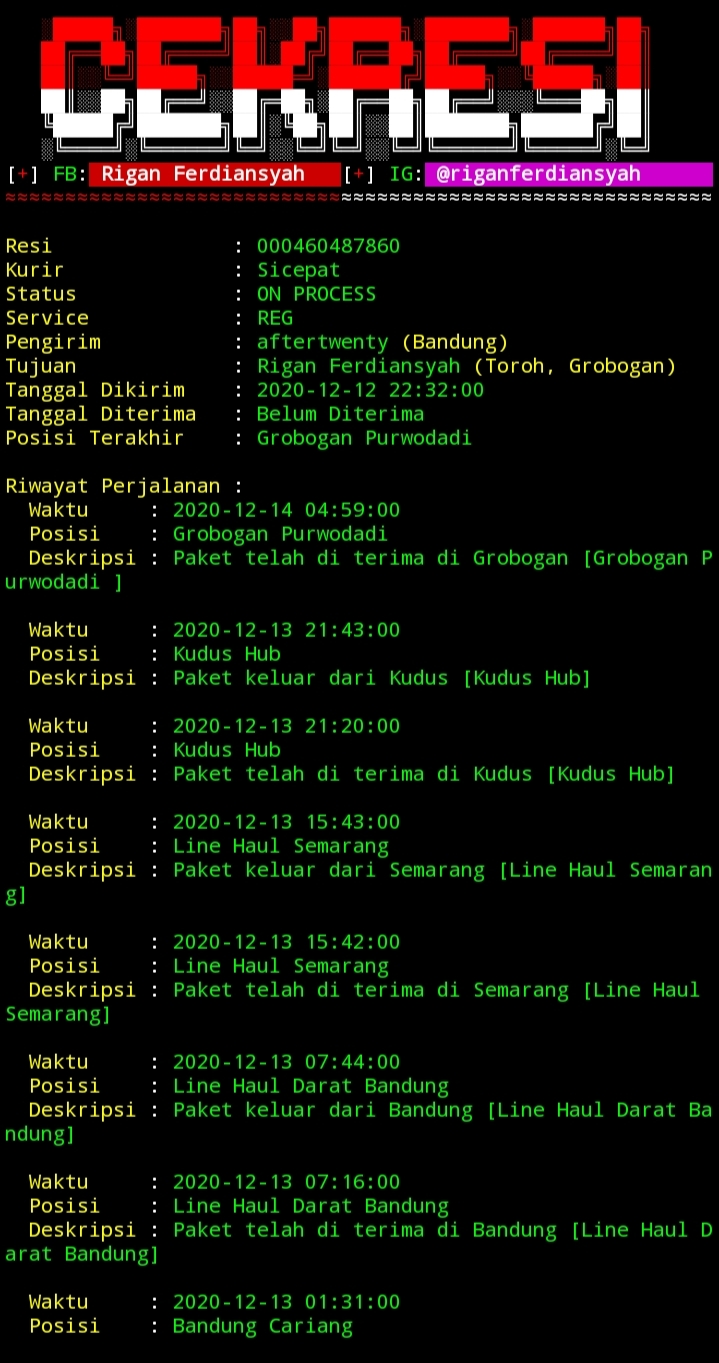 CEKRESI
[+] FB: Rigan Ferdiansyah [+] IG: @riganferdiansyah
≈≈≈≈≈≈≈≈≈≈≈≈≈≈≈≈≈≈≈≈≈≈≈≈≈≈≈≈≈≈≈≈≈≈≈≈≈≈≈≈≈≈≈≈≈≈≈≈≈≈≈≈≈≈≈≈≈≈≈
Resi : 000460487860
Kurir : Sicepat
Status : ON PROCESS
Service : REG
Pengirim : aftertwenty (Bandung)
Tujuan : Rigan Ferdiansyah (Toroh, Grobogan)
Tanggal Dikirim : 2020-12-12 22:32:00
Tanggal Diterima : Belum Diterima
Posisi Terakhir : Grobogan Purwodadi
Riwayat Perjalanan :
Waktu : 2020-12-14 04:59:00
Posisi : Grobogan Purwodadi
Deskripsi : Paket telah di terima di Grobogan [Grobogan P
urwodadi ]
Waktu : 2020-12-13 21:43:00
Posisi : Kudus Hub
Deskripsi : Paket keluar dari Kudus [Kudus Hub]
Waktu : 2020-12-13 21:20:00
Posisi : Kudus Hub
Deskripsi : Paket telah di terima di Kudus [Kudus Hub]
Waktu : 2020-12-13 15:43:00
Posisi : Line Haul Semarang
Deskripsi : Paket keluar dari Semarang [Line Haul Semaran
g]
Waktu : 2020-12-13 15:42:00
Posisi : Line Haul Semarang
Deskripsi : Paket telah di terima di Semarang [Line Haul
Semarang]
Waktu : 2020-12-13 07:44:00
Posisi : Line Haul Darat Bandung
Deskripsi : Paket keluar dari Bandung [Line Haul Darat Ba
ndung]
Waktu : 2020-12-13 07:16:00
Posisi : Line Haul Darat Bandung
Deskripsi : Paket telah di terima di Bandung [Line Haul D
arat Bandung]
Waktu : 2020-12-13 01:31:00
Posisi : Bandung Cariang